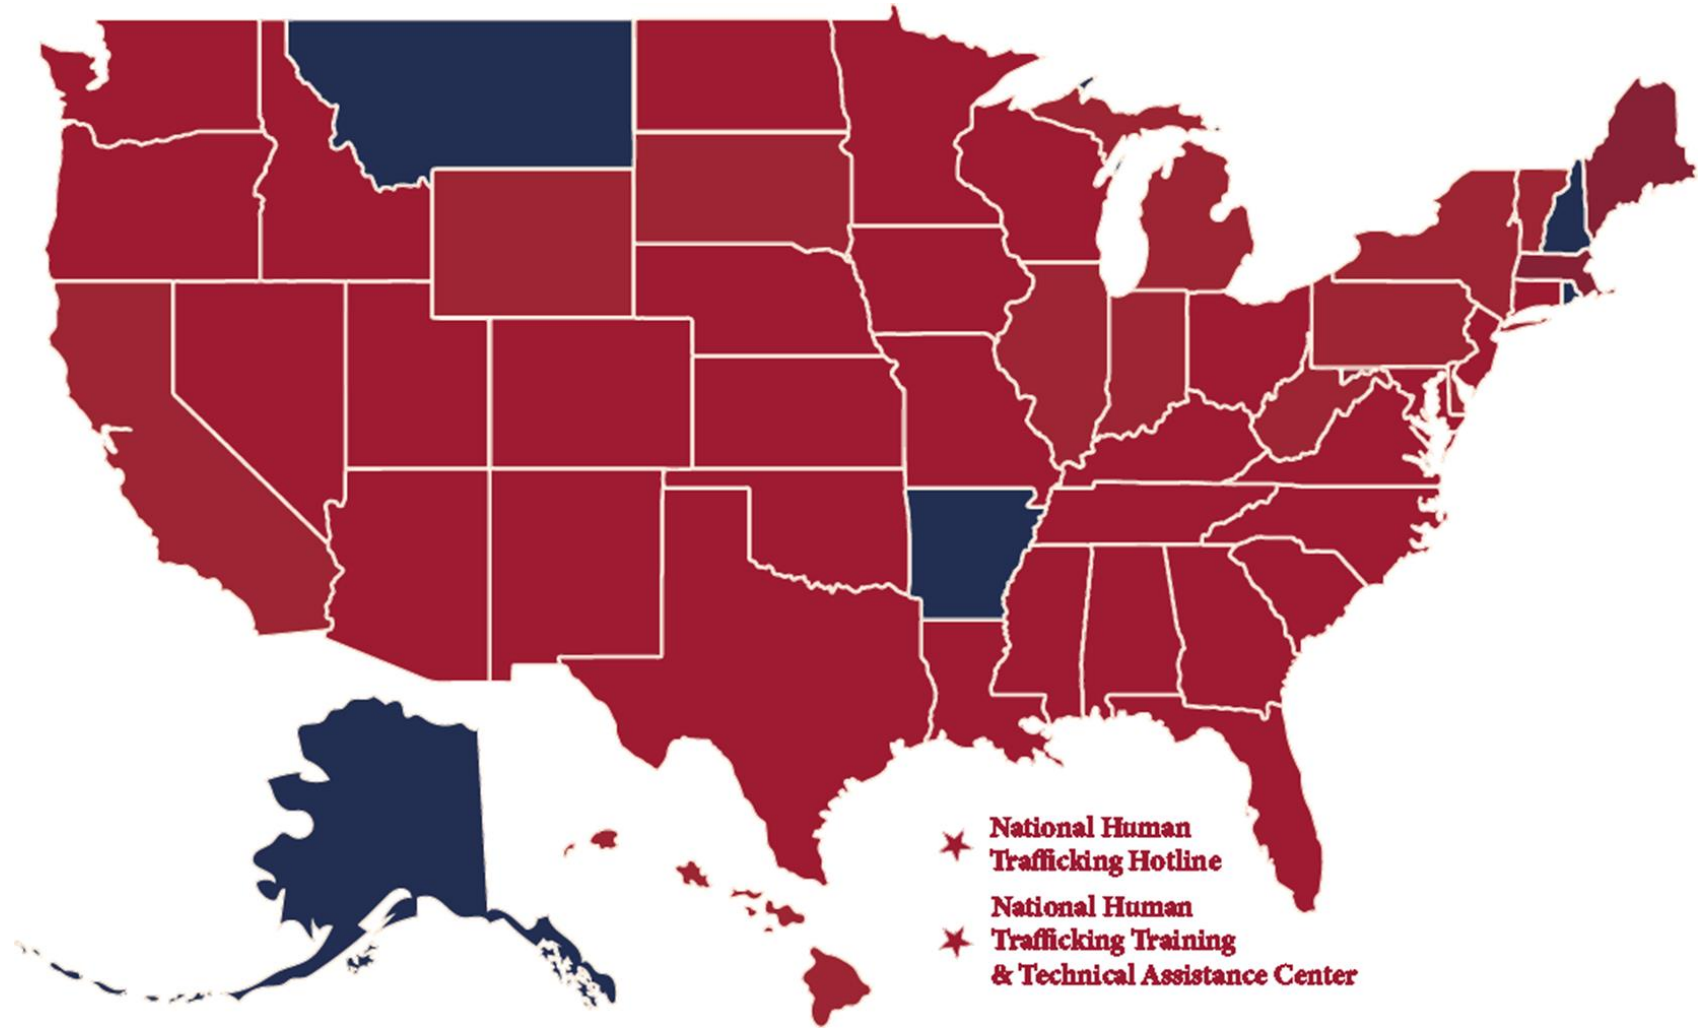 National Human
Trafficking Hotline
National Human
Trafficking Training
& Technical Assistance Center